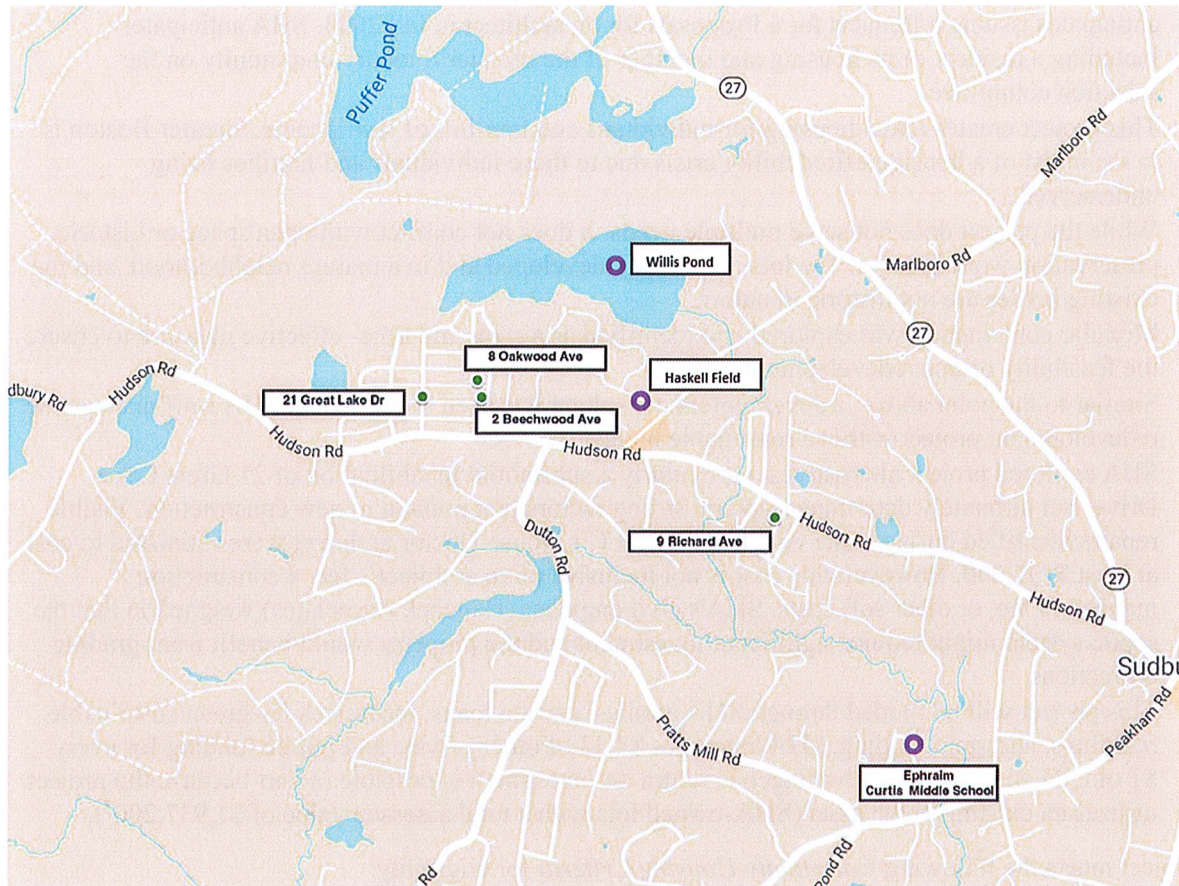 Puffer Pond
27
Marlboro Rd
Marlboro Rd
Willis Pond
27
8 Oakwood Ave
Hudson Rd
dbury Rd
Haskell Field
21 Great Lake Dr
2 Beechwood Ave
Hudson Rd
Hudson Rd
9 Richard Ave
Hudson Rd
Dutton Rd
27
Hudson Rd
Sudbu
Peakham Rd
Pratts Mill Rd
Ephraim
Curtis Middle School
Rd
Pond Rd